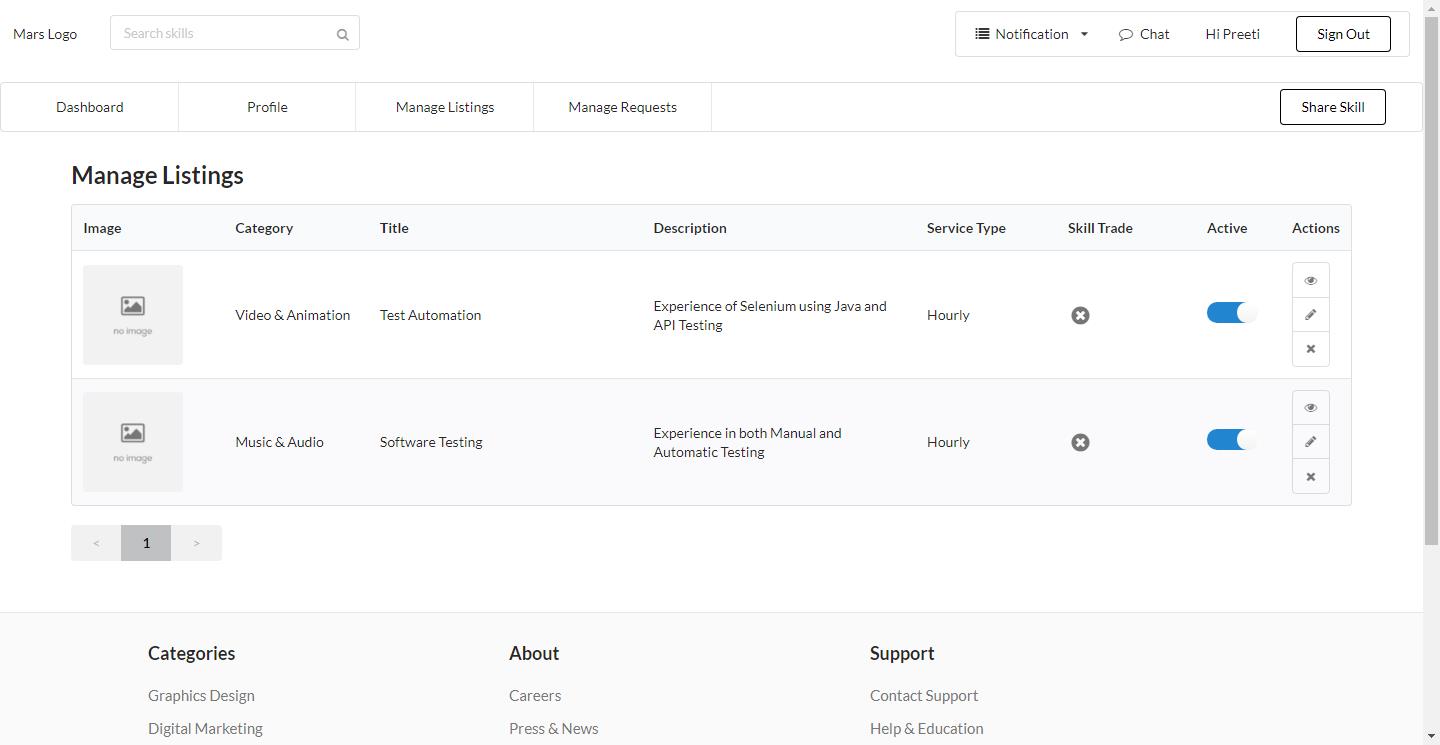 Mars Logo
Search skills
Notification
Chat
Hi Preeti
Sign Out
Dashboard
Profile
Manage Listings
Manage Requests
Share Skill
Manage Listings
Image
Category
Title
Description
Service Type
Skill Trade
Active
Actions
no image
Video & Animation
Test Automation
Experience of Selenium using Java and
API Testing
Hourly
no image
Music & Audio
Software Testing
Experience in both Manual and
Automatic Testing
Hourly
< 1 >
Categories
Graphics Design
Digital Marketing
About
Careers
Press & News
Support
Contact Support
Help & Education